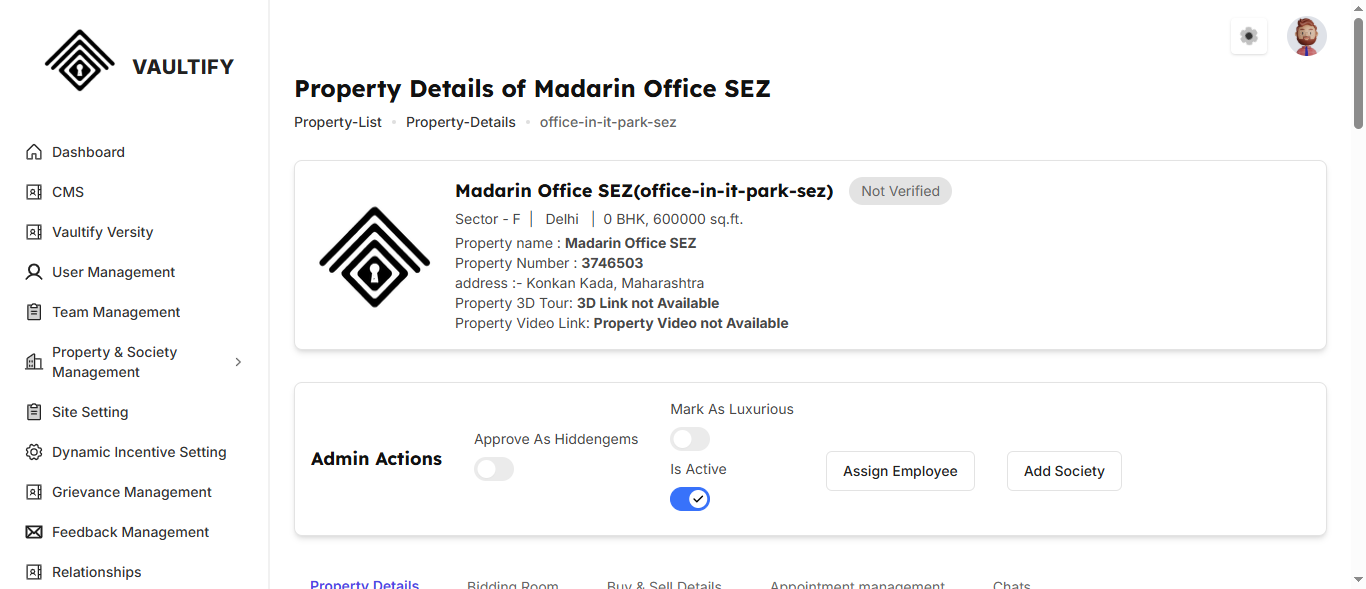 VAULTIFY
Dashboard
CMS
Vaultify Versity
User Management
Team Management
Property & Society
Management
Site Setting
Dynamic Incentive Setting
Grievance Management
Feedback Management
Relationships
Property Details of Madarin Office SEZ
Property-List • Property-Details • office-in-it-park-sez
Madarin Office SEZ(office-in-it-park-sez) Not Verified
Sector - F | Delhi | 0 BHK, 600000 sq.ft.
Property name : Madarin Office SEZ
Property Number : 3746503
address :- Konkan Kada, Maharashtra
Property 3D Tour: 3D Link not Available
Property Video Link: Property Video not Available
Admin Actions
Approve As Hiddengems
Mark As Luxurious
Is Active
Assign Employee
Add Society
Property Details Bidding Room Buy & Sell Details Appointment management Chats